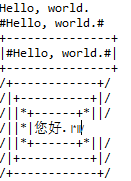 Hello, world.
#Hello, world.#
+-------------+
|#Hello, world.#|
+-------------+
/+------------+/
/|+----------+|/
/||*+------+*||/
/||*|您好.
/||*+------+*||/
/|+----------+|/
/+------------+/